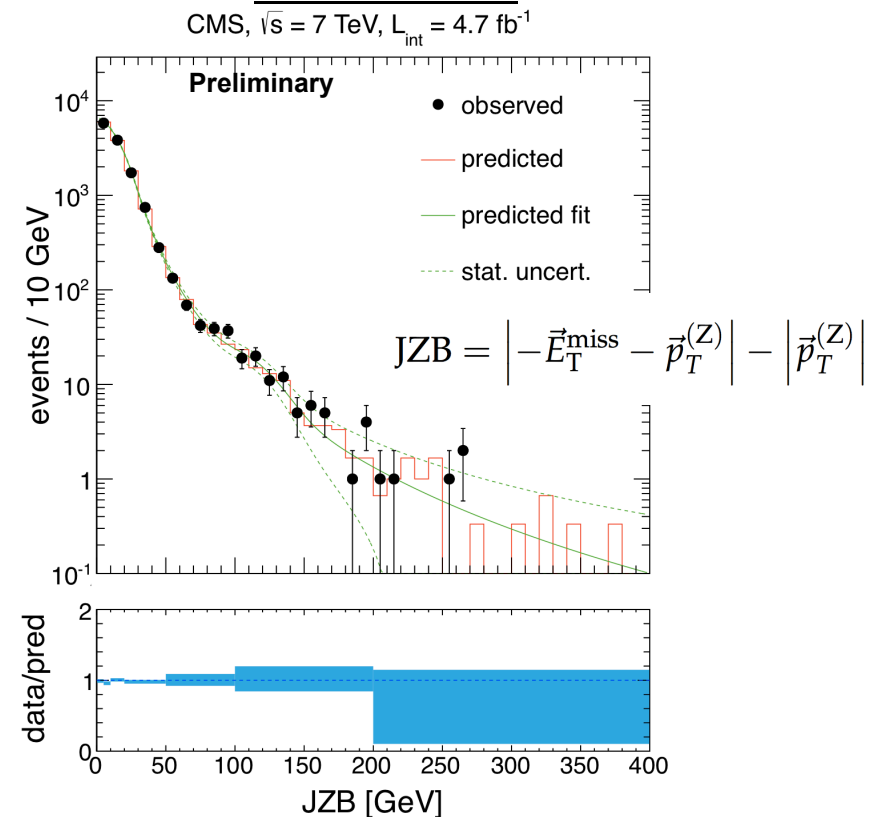 CMS, √s = 7 TeV, L_int = 4.7 fb⁻¹
Preliminary
observed
predicted
predicted fit
stat. uncert.
JZB = |−E⃗_T^miss − p⃗_T^(Z)| − |p⃗_T^(Z)|
events / 10 GeV
10⁴
10³
10²
10
1
10⁻¹
data/pred
2
1
0
0 50 100 150 200 250 300 350 400
JZB [GeV]